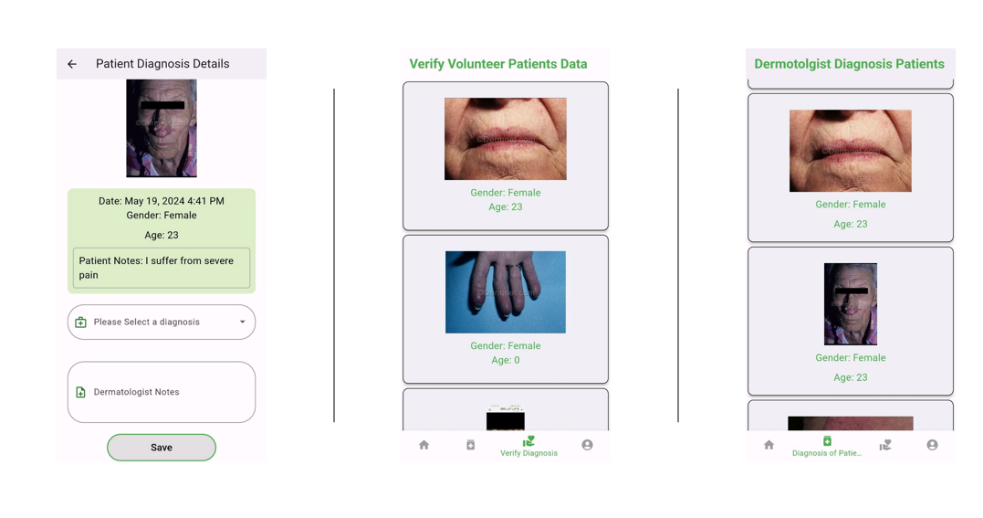 Patient Diagnosis Details
Date: May 19, 2024 4:41 PM
Gender: Female
Age: 23
Patient Notes: I suffer from severe
pain
Please Select a diagnosis
Dermatologist Notes
Save
Verify Volunteer Patients Data
Gender: Female
Age: 23
Gender: Female
Age: 0
Verify Diagnosis
Dermotolgist Diagnosis Patients
Gender: Female
Age: 23
Gender: Female
Age: 23
Diagnosis of Patie...